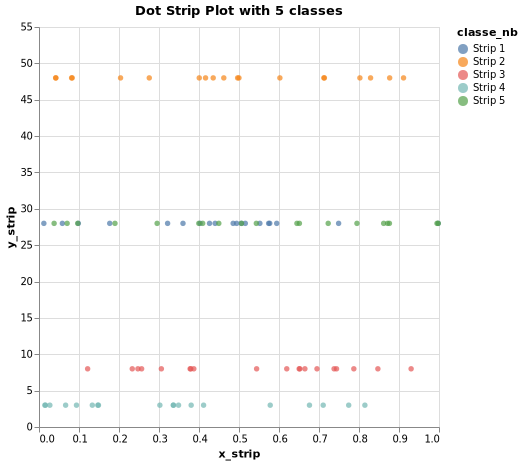 Dot Strip Plot with 5 classes
55
50
45
40
35
30
25
20
15
10
5
0
y_strip
0.0 0.1 0.2 0.3 0.4 0.5 0.6 0.7 0.8 0.9 1.0
x_strip
classe_nb
Strip 1
Strip 2
Strip 3
Strip 4
Strip 5